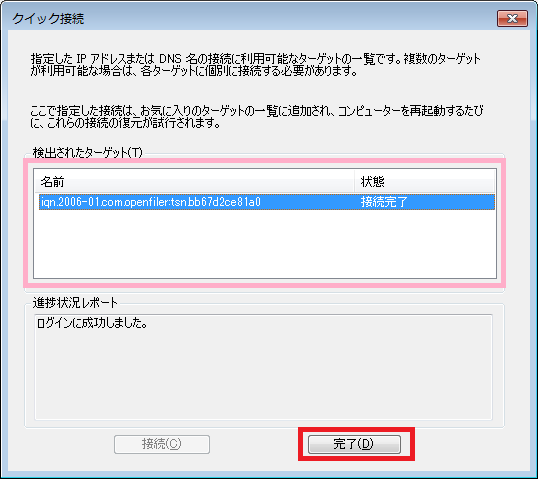 クイック接続
指定した IP アドレスまたは DNS 名の接続に利用可能なターゲットの一覧です。複数のターゲット
が利用可能な場合は、各ターゲットに個別に接続する必要があります。
ここで指定した接続は、お気に入りのターゲットの一覧に追加され、コンピューターを再起動するたび
に、これらの接続の復元が試行されます。
検出されたターゲット(T)
名前 状態
iqn.2006-01.com.openfiler:tsn.bb67d2ce81a0 接続完了
進捗状況レポート
ログインに成功しました。
接続(C) 完了(D)